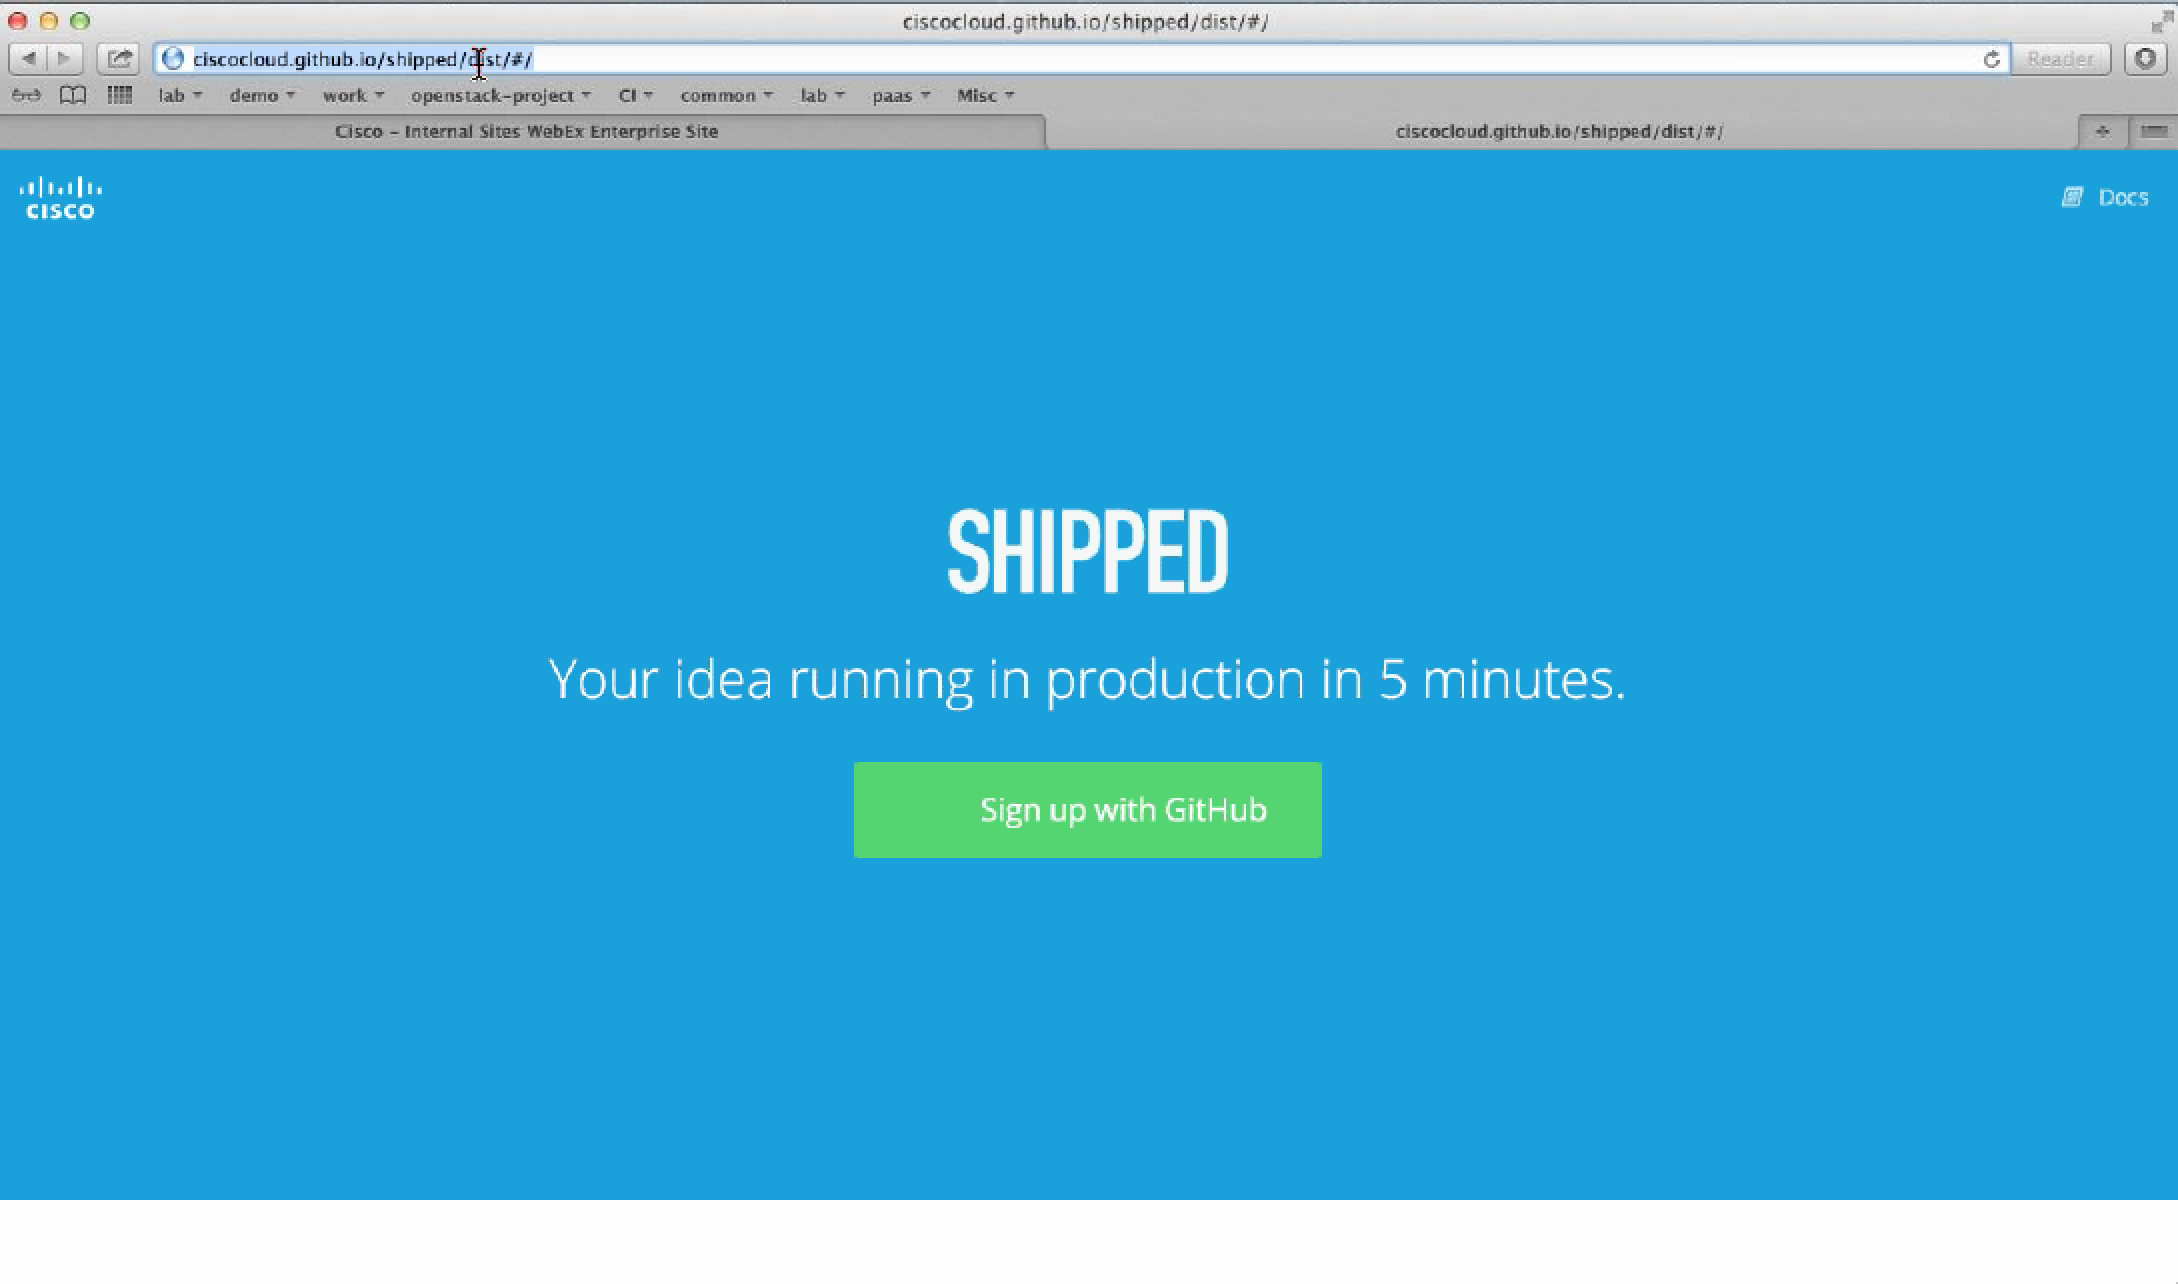 ciscocloud.github.io/shipped/dist/#/
ciscocloud.github.io/shipped/dist/#/
Reader
lab demo work openstack-project CI common lab paas Misc
Cisco – Internal Sites WebEx Enterprise Site
ciscocloud.github.io/shipped/dist/#/
CISCO
Docs
SHIPPED
Your idea running in production in 5 minutes.
Sign up with GitHub